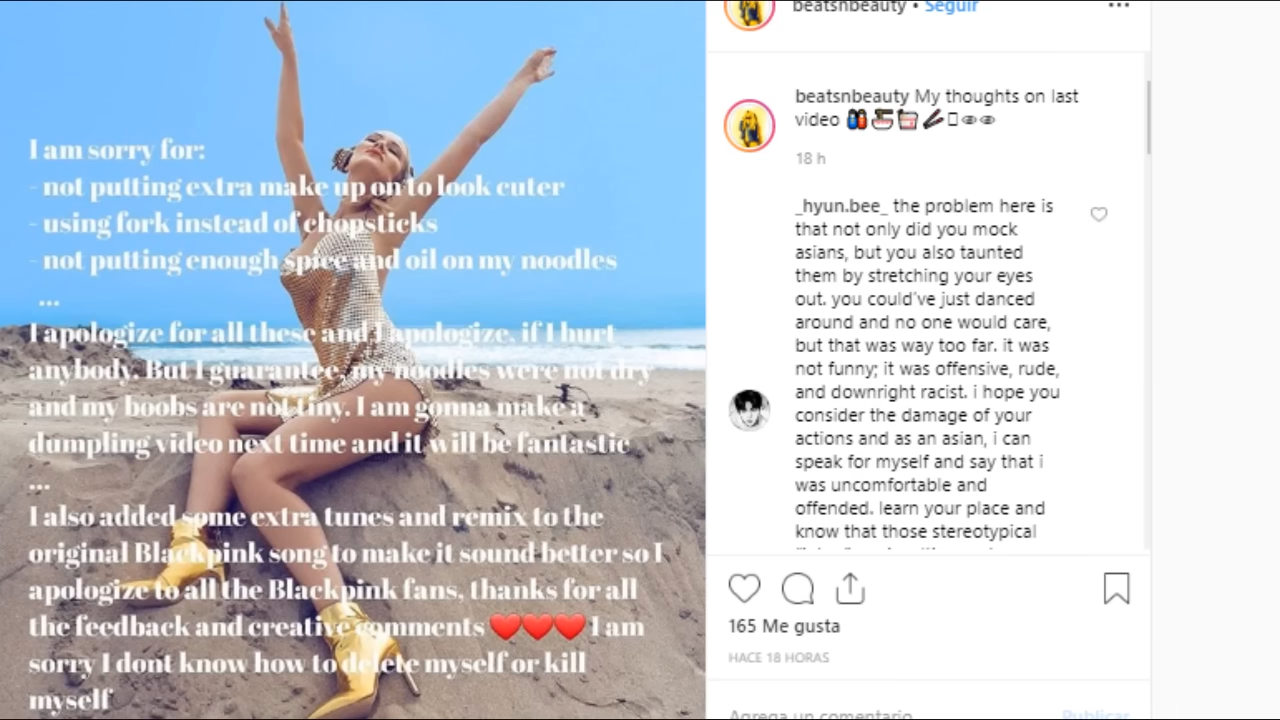 I am sorry for:
- not putting extra make up on to look cuter
- using fork instead of chopsticks
- not putting enough spice and oil on my noodles
...
I apologize for all these and I apologize, if I hurt
anybody. But I guarantee, my noodles were not dry
and my boobs are not tiny. I am gonna make a
dumpling video next time and it will be fantastic
...
I also added some extra tunes and remix to the
original Blackpink song to make it sound better so I
apologize to all the Blackpink fans, thanks for all
the feedback and creative comments ❤️❤️❤️ I am
sorry I dont know how to delete myself or kill
myself
beatsnbeauty • Seguir
beatsnbeauty My thoughts on last
video
18 h
_hyun.bee_ the problem here is
that not only did you mock
asians, but you also taunted
them by stretching your eyes
out. you could've just danced
around and no one would care,
but that was way too far. it was
not funny; it was offensive, rude,
and downright racist. i hope you
consider the damage of your
actions and as an asian, i can
speak for myself and say that i
was uncomfortable and
offended. learn your place and
know that those stereotypical
165 Me gusta
HACE 18 HORAS
Agrega un comentario
Publicar